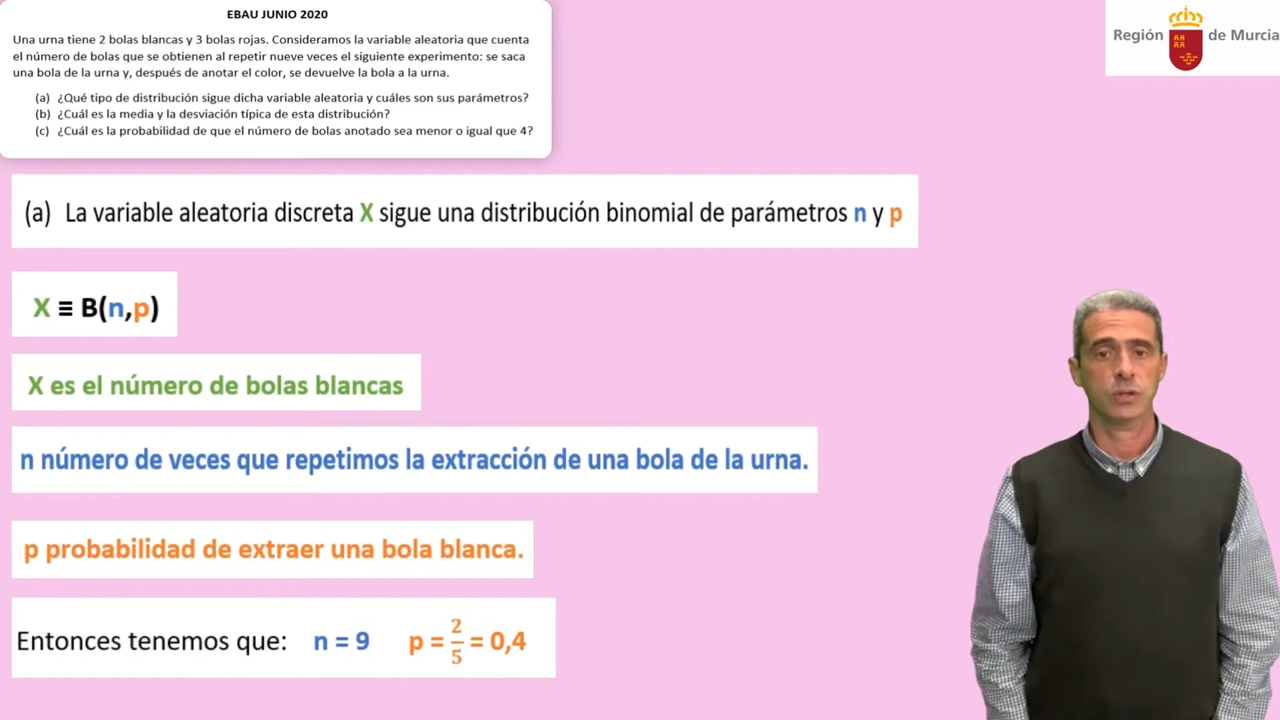 EBAU JUNIO 2020
Una urna tiene 2 bolas blancas y 3 bolas rojas. Consideramos la variable aleatoria que cuenta
el número de bolas que se obtienen al repetir nueve veces el siguiente experimento: se saca
una bola de la urna y, después de anotar el color, se devuelve la bola a la urna.
(a) ¿Qué tipo de distribución sigue dicha variable aleatoria y cuáles son sus parámetros?
(b) ¿Cuál es la media y la desviación típica de esta distribución?
(c) ¿Cuál es la probabilidad de que el número de bolas anotado sea menor o igual que 4?
Región de Murcia
(a) La variable aleatoria discreta X sigue una distribución binomial de parámetros n y p
X ≡ B(n,p)
X es el número de bolas blancas
n número de veces que repetimos la extracción de una bola de la urna.
p probabilidad de extraer una bola blanca.
Entonces tenemos que: n = 9 p = 2/5 = 0,4